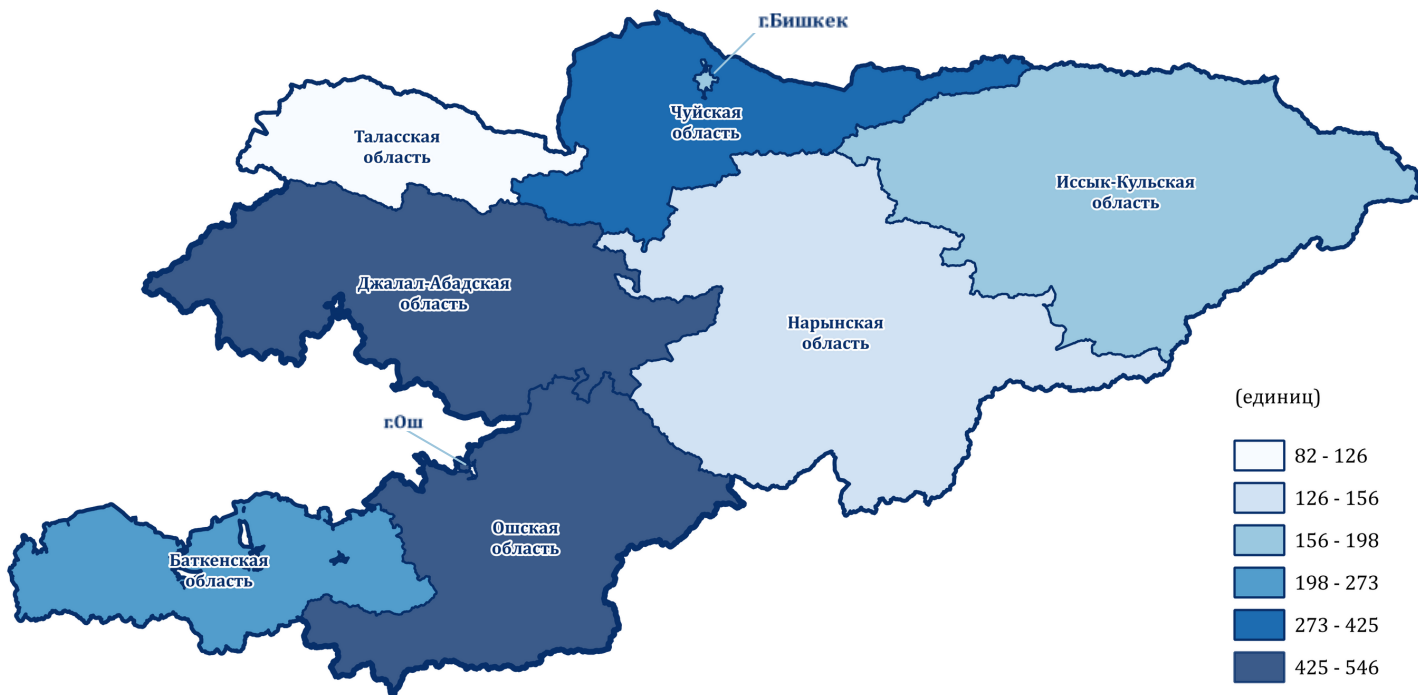 г.Бишкек
Чуйская
область
Таласская
область
Иссык-Кульская
область
Джалал-Абадская
область
Нарынская
область
г.Ош
Ошская
область
Баткенская
область
(единиц)
82 - 126
126 - 156
156 - 198
198 - 273
273 - 425
425 - 546